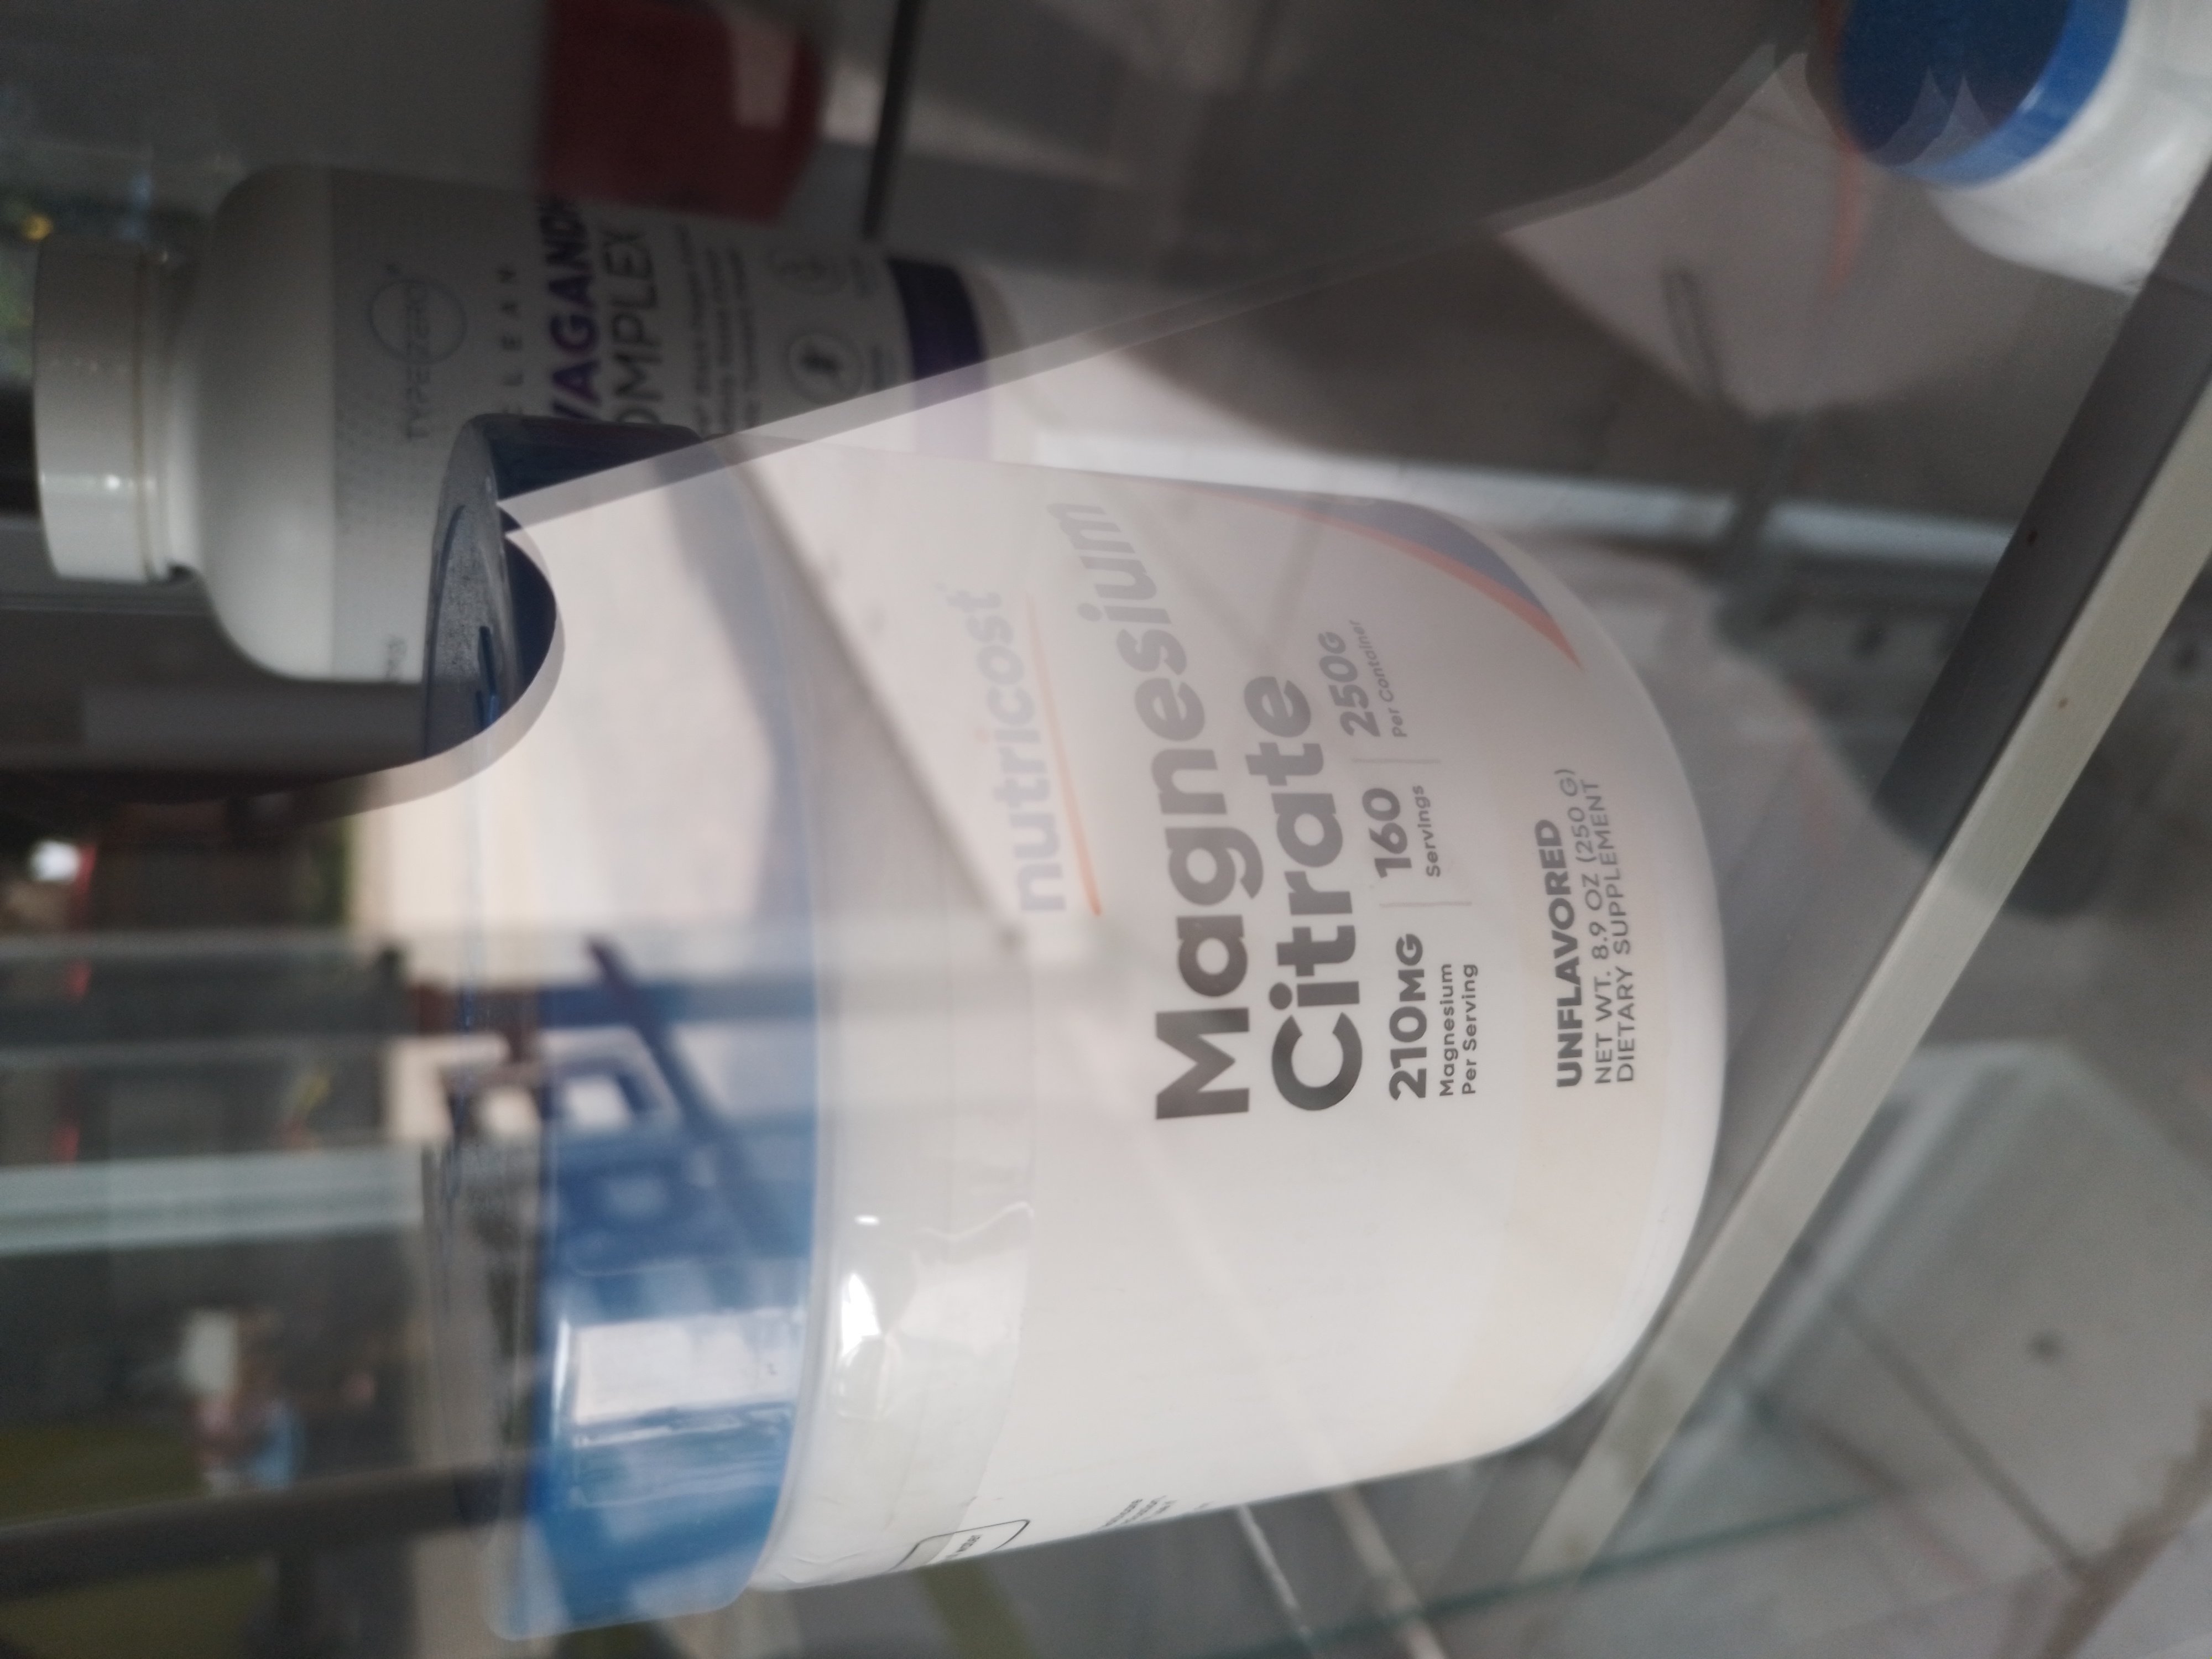 nutricost
Magnesium
Citrate
210MG
Magnesium
Per Serving
160
Servings
250G
Per Container
UNFLAVORED
NET WT. 8.9 OZ (250 G)
DIETARY SUPPLEMENT
TYPE ZERO
CLEAN
VAGANDH
OMPLEX